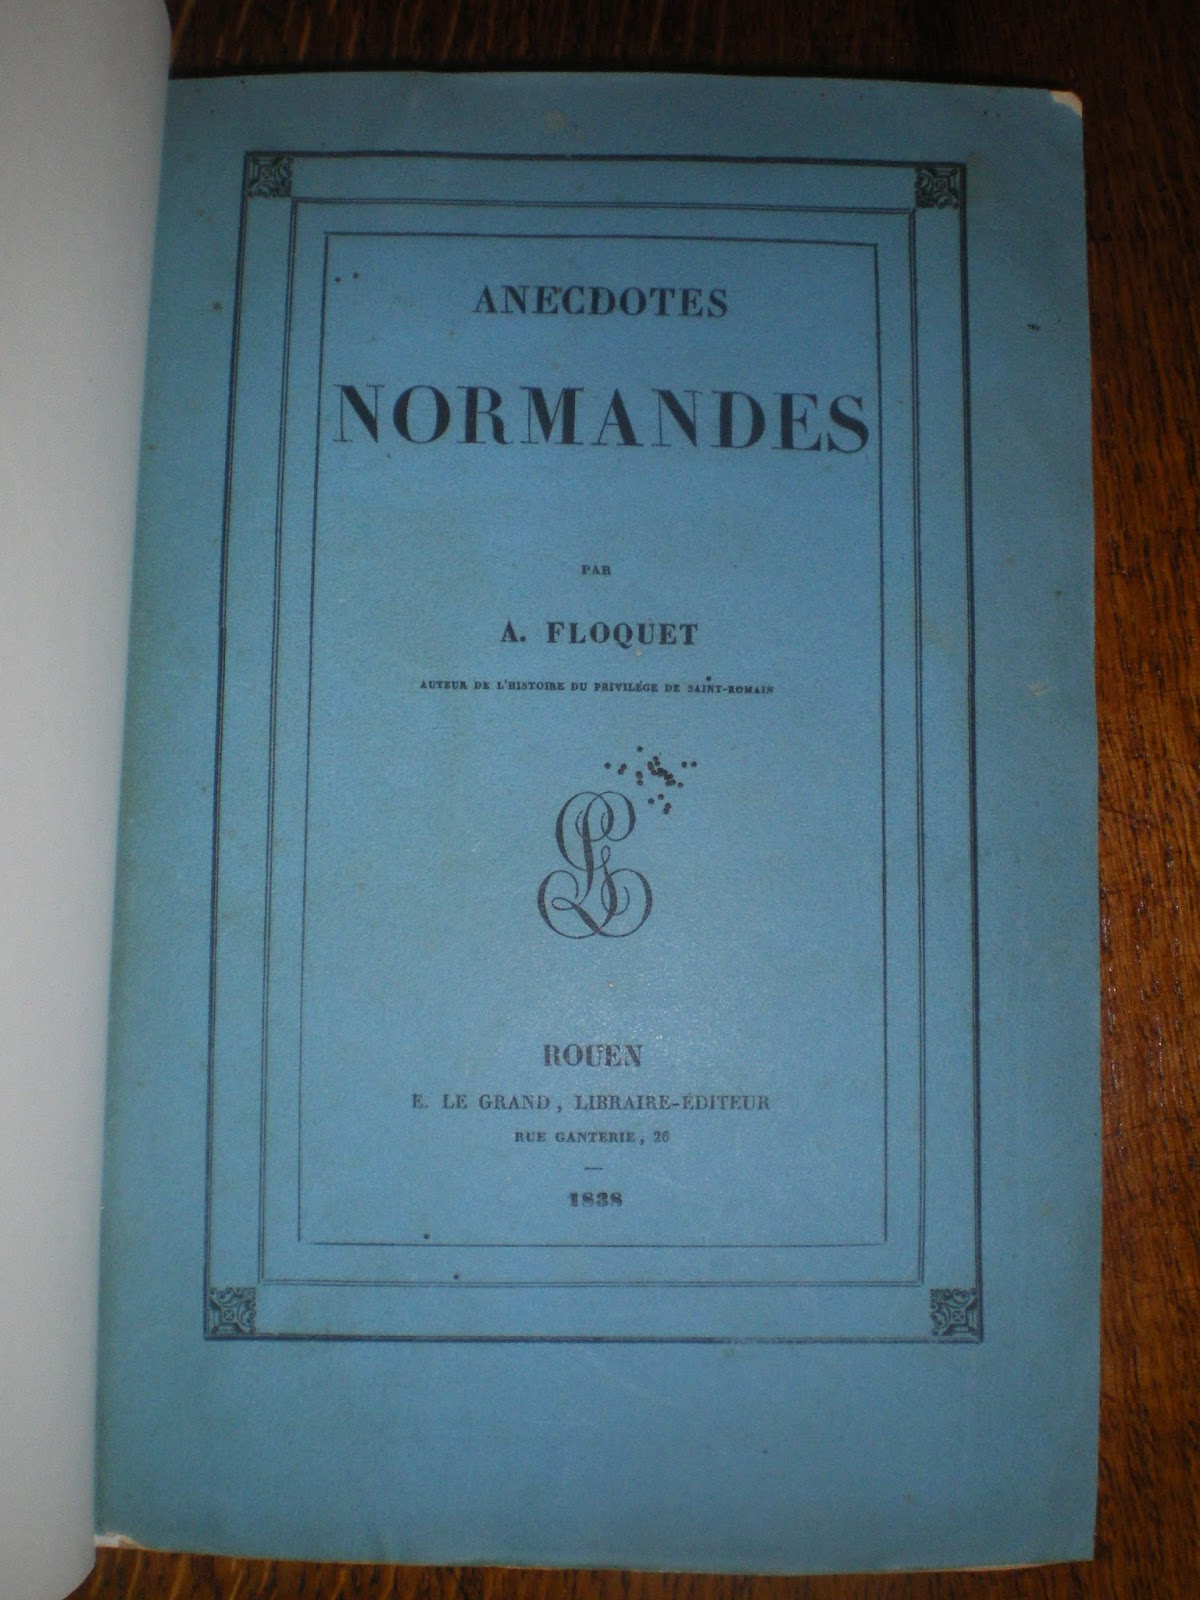 ANECDOTES
NORMANDES
PAR
A. FLOQUET
AUTEUR DE L'HISTOIRE DU PRIVILÉGE DE SAINT-ROMAIN
ROUEN
E. LE GRAND, LIBRAIRE-ÉDITEUR
RUE GANTERIE, 26
1838